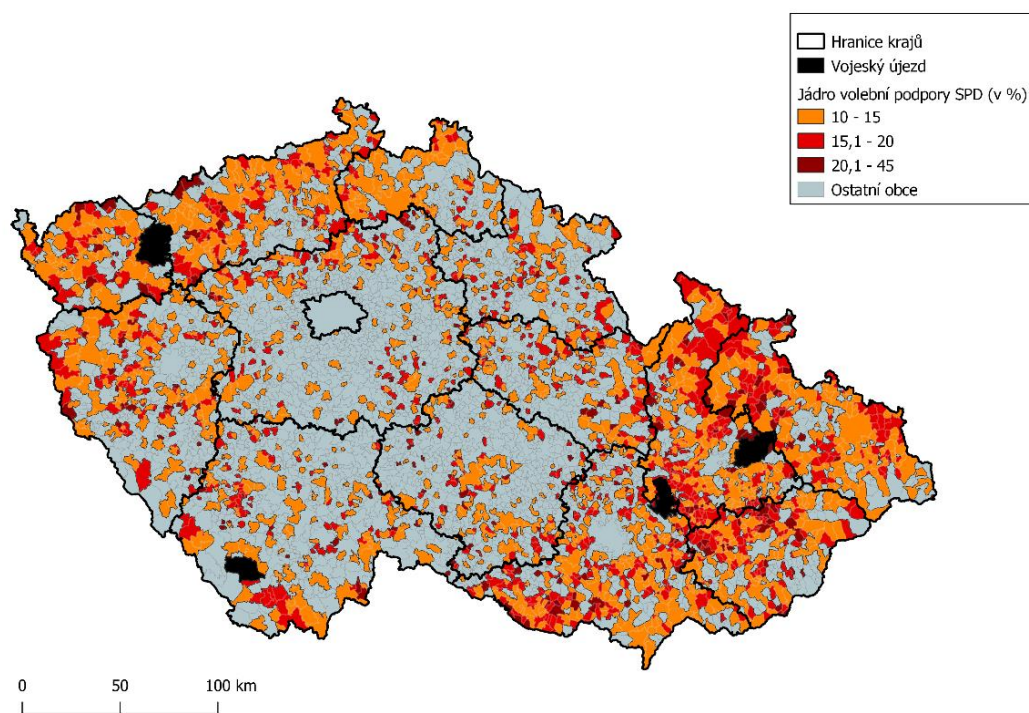 Hranice krajů
Vojeský újezd
Jádro volební podpory SPD (v %)
10 - 15
15,1 - 20
20,1 - 45
Ostatní obce
0 50 100 km